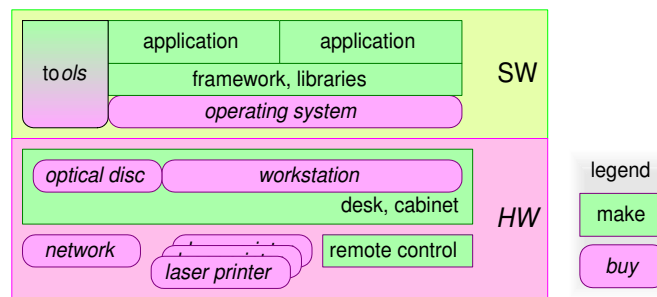 application
application
tools
SW
framework, libraries
operating system
optical disc
workstation
desk, cabinet
HW
network
remote control
laser printer
legend
make
buy